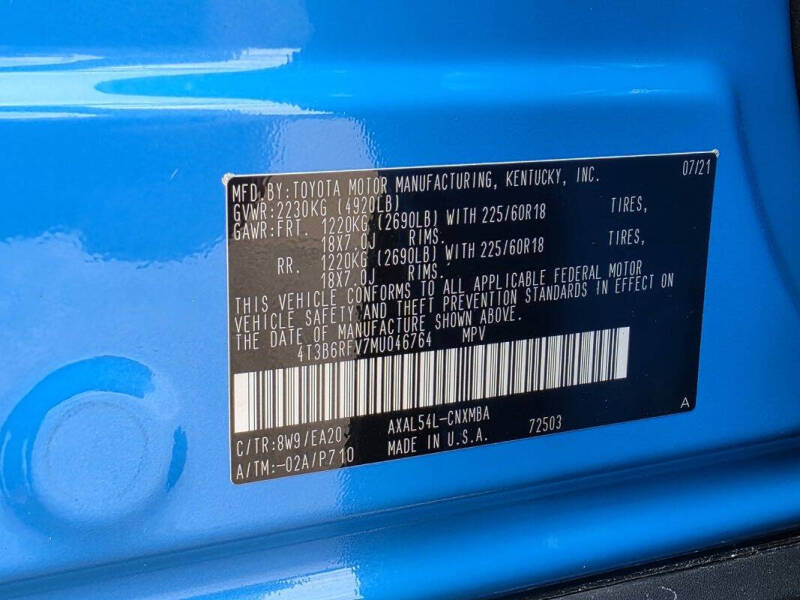 MFD.BY:TOYOTA MOTOR MANUFACTURING, KENTUCKY, INC. 07/21
GVWR:2230KG (4920LB)
GAWR:FRT. 1220KG (2690LB) WITH 225/60R18 TIRES,
18X7.0J RIMS.
RR. 1220KG (2690LB) WITH 225/60R18 TIRES,
18X7.0J RIMS.
THIS VEHICLE CONFORMS TO ALL APPLICABLE FEDERAL MOTOR
VEHICLE SAFETY AND THEFT PREVENTION STANDARDS IN EFFECT ON
THE DATE OF MANUFACTURE SHOWN ABOVE.
4T3B6RFV7MU046764 MPV
C/TR:8W9/EA20 AXAL54L-CNXMBA 72503 A
A/TM:-02A/P710 MADE IN U.S.A.